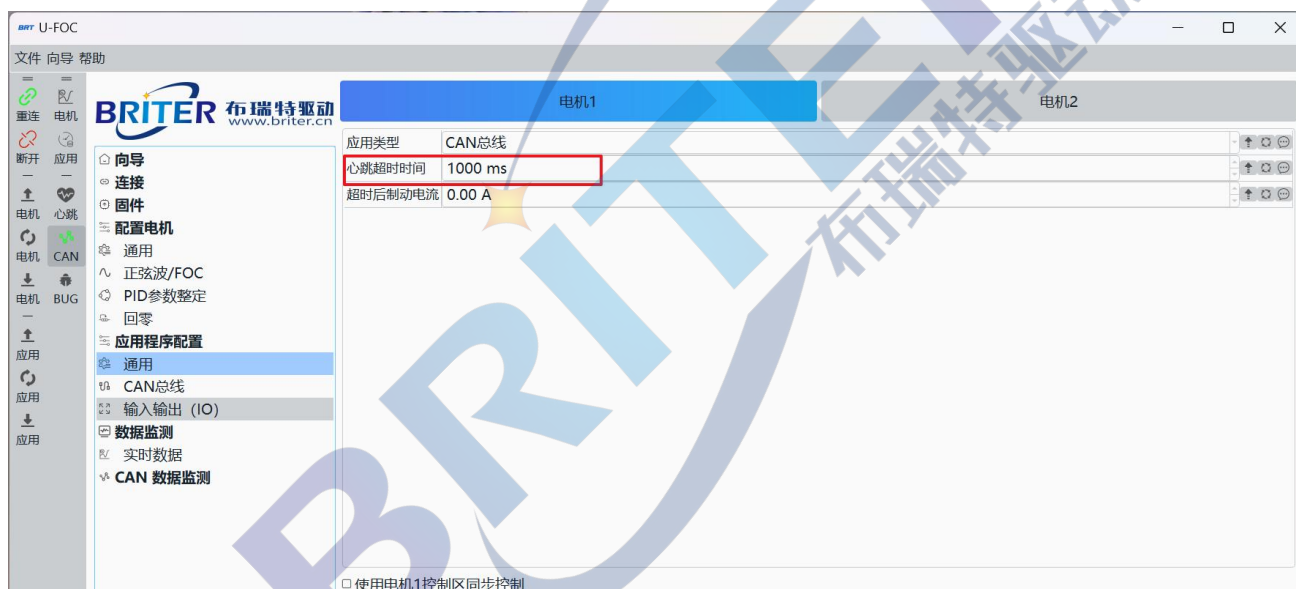 BRT U-FOC
文件 向导 帮助
重连 电机
断开 应用
电机 心跳
电机 CAN
电机 BUG
应用
应用
应用
BRITER 布瑞特驱动
www.briter.cn
向导
连接
固件
配置电机
通用
正弦波/FOC
PID参数整定
回零
应用程序配置
通用
CAN总线
输入输出（IO）
数据监测
实时数据
CAN 数据监测
电机1 电机2
应用类型 CAN总线
心跳超时时间 1000 ms
超时后制动电流 0.00 A
使用电机1控制区同步控制
BRITE
布瑞特驱动